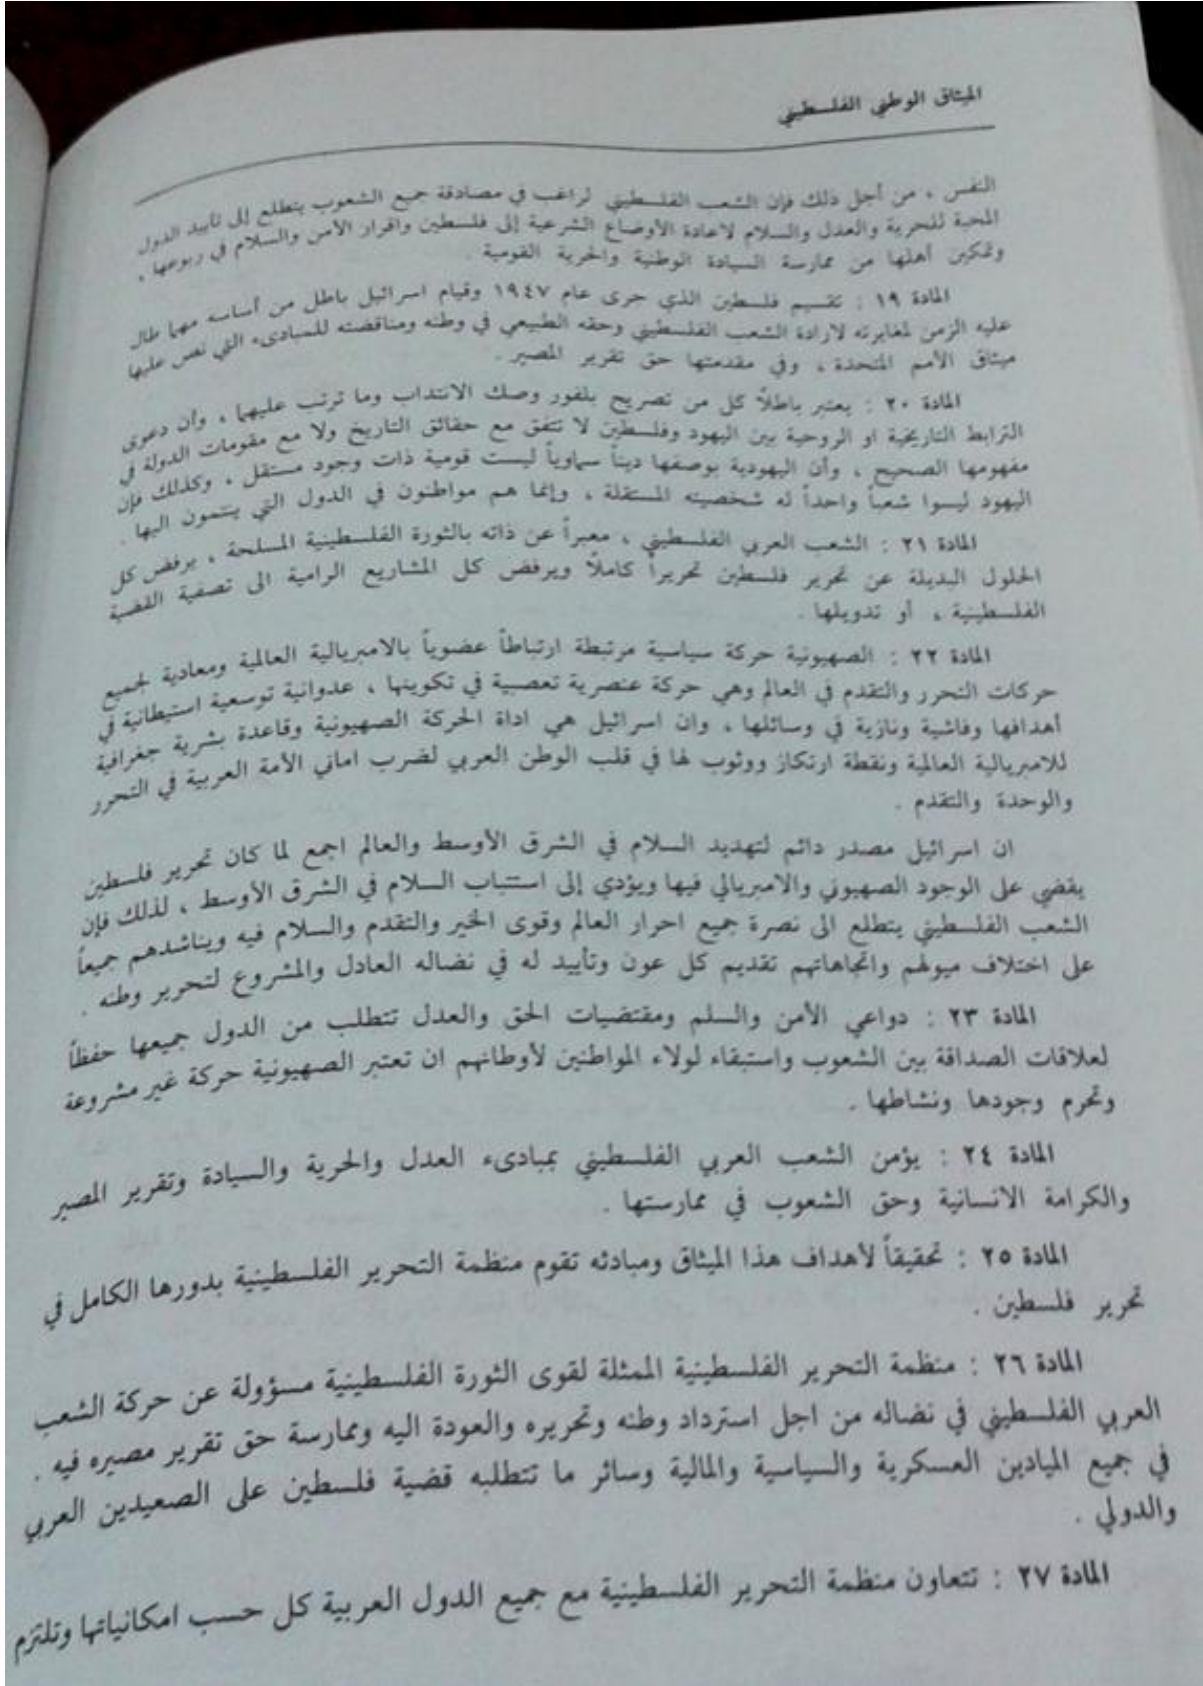 الميثاق الوطني الفلسطيني
النفس ، من أجل ذلك فإن الشعب الفلسطيني لراغب في مصادقة جميع الشعوب يتطلع إلى تأييد الدول
المحبة للحرية والعدل والسلام لاعادة الأوضاع الشرعية إلى فلسطين واقرار الأمن والسلام في ربوعها ،
وتمكين أهلها من ممارسة السيادة الوطنية والحرية القومية .
المادة ١٩ : تقسيم فلسطين الذي جرى عام ١٩٤٧ وقيام اسرائيل باطل من أساسه مهما طال
عليه الزمن لمغايرته لارادة الشعب الفلسطيني وحقه الطبيعي في وطنه ومناقضته للمبادىء التي نص عليها
ميثاق الأمم المتحدة ، وفي مقدمتها حق تقرير المصير .
المادة ٢٠ : يعتبر باطلاً كل من تصريح بلفور وصك الانتداب وما ترتب عليهما ، وأن دعوى
الترابط التاريخية او الروحية بين اليهود وفلسطين لا تتفق مع حقائق التاريخ ولا مع مقومات الدولة في
مفهومها الصحيح ، وأن اليهودية بوصفها ديناً سماوياً ليست قومية ذات وجود مستقل ، وكذلك فإن
اليهود ليسوا شعباً واحداً له شخصيته المستقلة ، وإنما هم مواطنون في الدول التي ينتمون اليها .
المادة ٢١ : الشعب العربي الفلسطيني ، معبراً عن ذاته بالثورة الفلسطينية المسلحة ، يرفض كل
الحلول البديلة عن تحرير فلسطين تحريراً كاملاً ويرفض كل المشاريع الرامية الى تصفية القضية
الفلسطينية ، أو تدويلها .
المادة ٢٢ : الصهيونية حركة سياسية مرتبطة ارتباطاً عضوياً بالامبريالية العالمية ومعادية لجميع
حركات التحرر والتقدم في العالم وهي حركة عنصرية تعصبية في تكوينها ، عدوانية توسعية استيطانية في
أهدافها وفاشية ونازية في وسائلها ، وان اسرائيل هي اداة الحركة الصهيونية وقاعدة بشرية جغرافية
للامبريالية العالمية ونقطة ارتكاز ووثوب لها في قلب الوطن العربي لضرب اماني الأمة العربية في التحرر
والوحدة والتقدم .
ان اسرائيل مصدر دائم لتهديد السلام في الشرق الأوسط والعالم اجمع لما كان تحرير فلسطين
يقضي على الوجود الصهيوني والامبريالي فيها ويؤدي إلى استتباب السلام في الشرق الأوسط ، لذلك فإن
الشعب الفلسطيني يتطلع الى نصرة جميع احرار العالم وقوى الخير والتقدم والسلام فيه ويناشدهم جميعاً
على اختلاف ميولهم واتجاهاتهم تقديم كل عون وتأييد له في نضاله العادل والمشروع لتحرير وطنه .
المادة ٢٣ : دواعي الأمن والسلم ومقتضيات الحق والعدل تتطلب من الدول جميعها حفظاً
لعلاقات الصداقة بين الشعوب واستبقاء لولاء المواطنين لأوطانهم ان تعتبر الصهيونية حركة غير مشروعة
وتحرم وجودها ونشاطها .
المادة ٢٤ : يؤمن الشعب العربي الفلسطيني بمبادىء العدل والحرية والسيادة وتقرير المصير
والكرامة الانسانية وحق الشعوب في ممارستها .
المادة ٢٥ : تحقيقاً لأهداف هذا الميثاق ومبادئه تقوم منظمة التحرير الفلسطينية بدورها الكامل في
تحرير فلسطين .
المادة ٢٦ : منظمة التحرير الفلسطينية الممثلة لقوى الثورة الفلسطينية مسؤولة عن حركة الشعب
العربي الفلسطيني في نضاله من اجل استرداد وطنه وتحريره والعودة اليه وممارسة حق تقرير مصيره فيه .
في جميع الميادين العسكرية والسياسية والمالية وسائر ما تتطلبه قضية فلسطين على الصعيدين العربي
والدولي .
المادة ٢٧ : تتعاون منظمة التحرير الفلسطينية مع جميع الدول العربية كل حسب امكانياتها وتلتزم